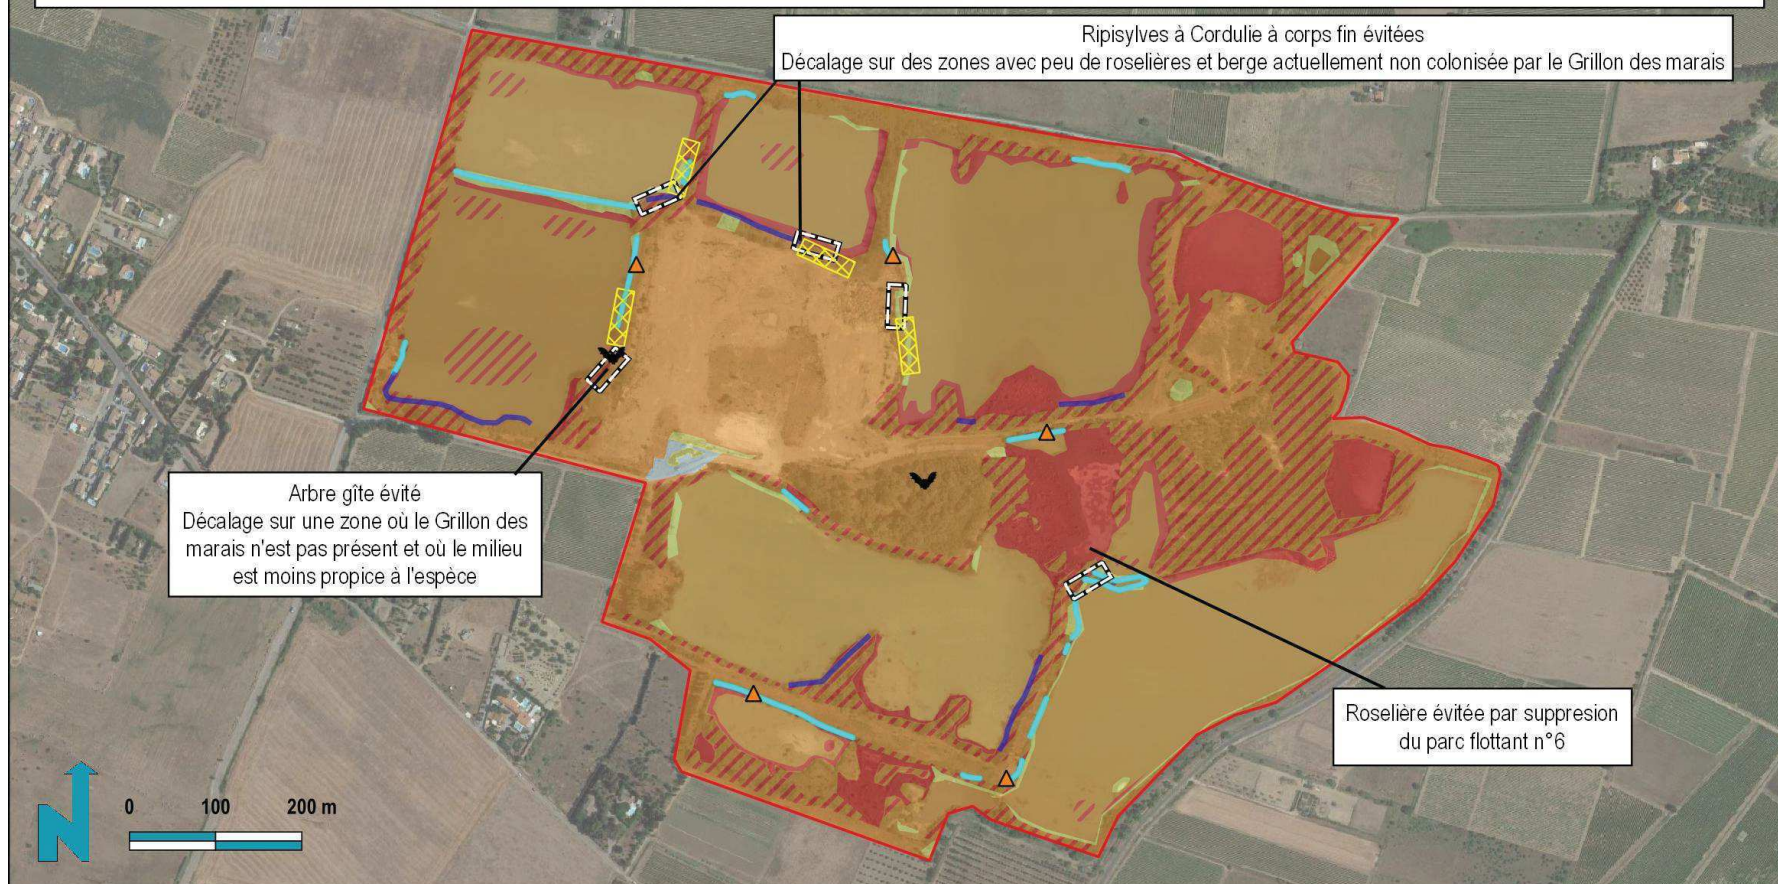 Ripisylves à Cordulie à corps fin évitées
Décalage sur des zones avec peu de roselières et berge actuellement non colonisée par le Grillon des marais
Arbre gîte évité
Décalage sur une zone où le Grillon des
marais n'est pas présent et où le milieu
est moins propice à l'espèce
Roselière évitée par suppresion
du parc flottant n°6
N
0 100 200 m